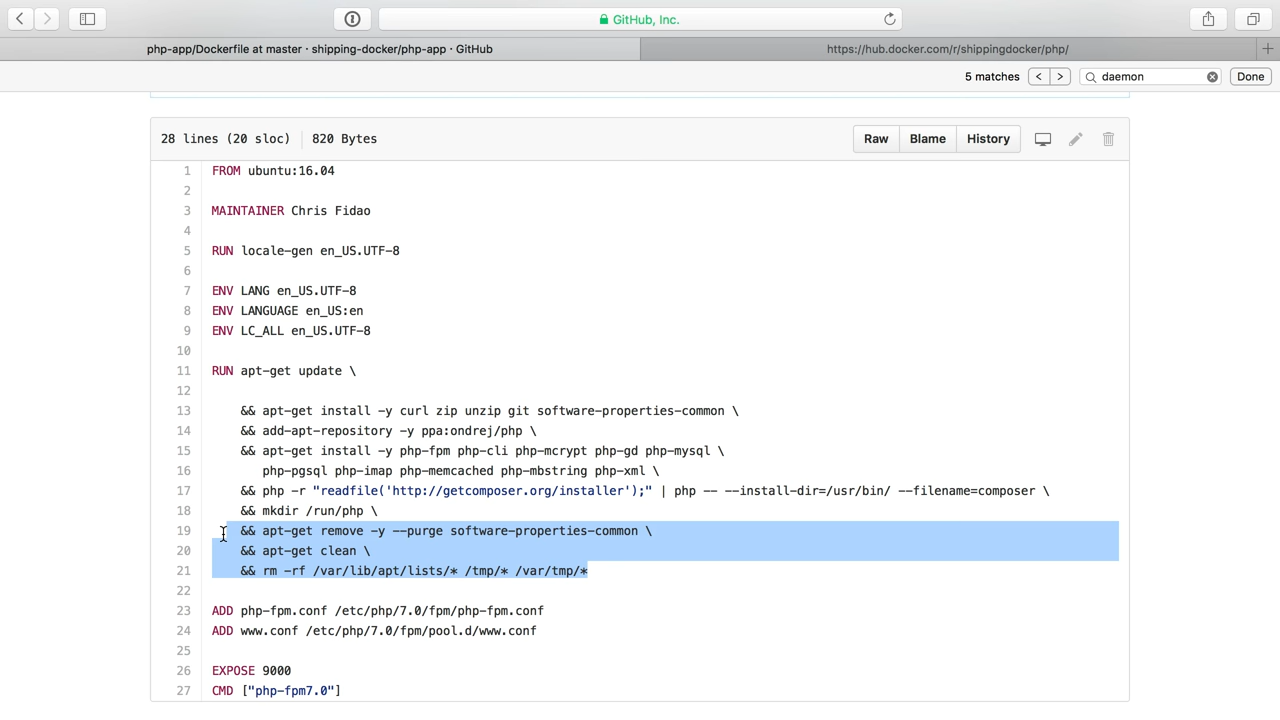 GitHub, Inc.
php-app/Dockerfile at master · shipping-docker/php-app · GitHub
https://hub.docker.com/r/shippingdocker/php/
5 matches < > daemon Done
28 lines (20 sloc) 820 Bytes Raw Blame History
1 FROM ubuntu:16.04
2
3 MAINTAINER Chris Fidao
4
5 RUN locale-gen en_US.UTF-8
6
7 ENV LANG en_US.UTF-8
8 ENV LANGUAGE en_US:en
9 ENV LC_ALL en_US.UTF-8
10
11 RUN apt-get update \
12
13 && apt-get install -y curl zip unzip git software-properties-common \
14 && add-apt-repository -y ppa:ondrej/php \
15 && apt-get install -y php-fpm php-cli php-mcrypt php-gd php-mysql \
16 php-pgsql php-imap php-memcached php-mbstring php-xml \
17 && php -r "readfile('http://getcomposer.org/installer');" | php -- --install-dir=/usr/bin/ --filename=composer \
18 && mkdir /run/php \
19 && apt-get remove -y --purge software-properties-common \
20 && apt-get clean \
21 && rm -rf /var/lib/apt/lists/* /tmp/* /var/tmp/*
22
23 ADD php-fpm.conf /etc/php/7.0/fpm/php-fpm.conf
24 ADD www.conf /etc/php/7.0/fpm/pool.d/www.conf
25
26 EXPOSE 9000
27 CMD ["php-fpm7.0"]